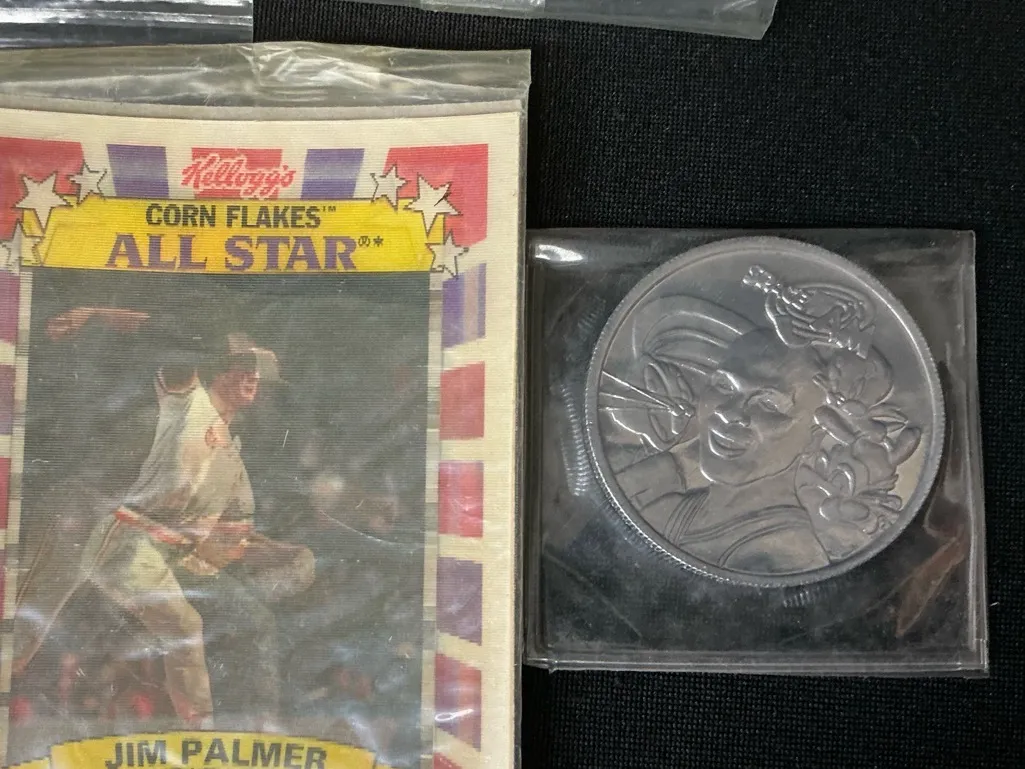 Kellogg's
CORN FLAKES™
ALL STAR®*
JIM PALMER
SPACE
JAM